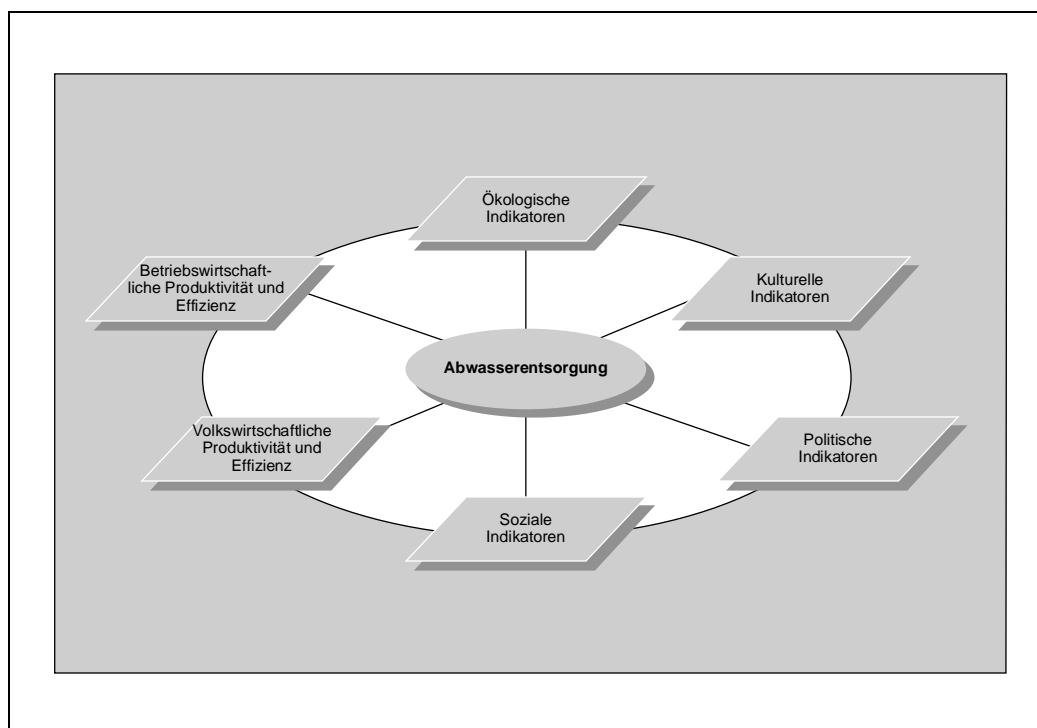 Ökologische
Indikatoren
Betriebswirtschaft-
liche Produktivität und
Effizienz
Kulturelle
Indikatoren
Abwasserentsorgung
Volkswirtschaftliche
Produktivität und
Effizienz
Politische
Indikatoren
Soziale
Indikatoren